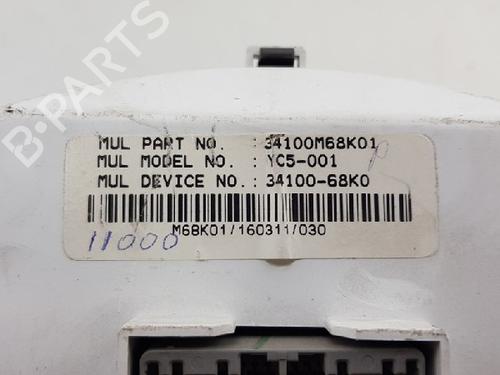 B-PARTS
MUL PART NO. : 34100M68K01
MUL MODEL NO. : YC5-001
MUL DEVICE NO. : 34100-68K0
M68K01/160311/030
11000